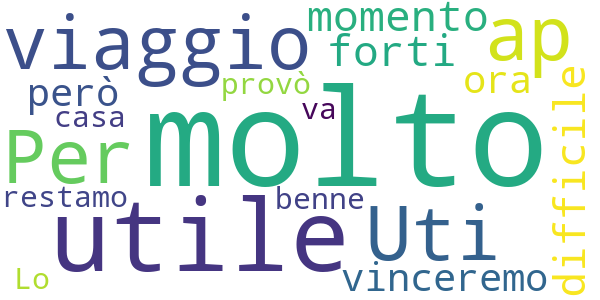 viaggio
momento
forti
ap
però
provò
ora
casa
va
Per
molto
difficile
restamo
benne
utile
Uti
Lo
vinceremo